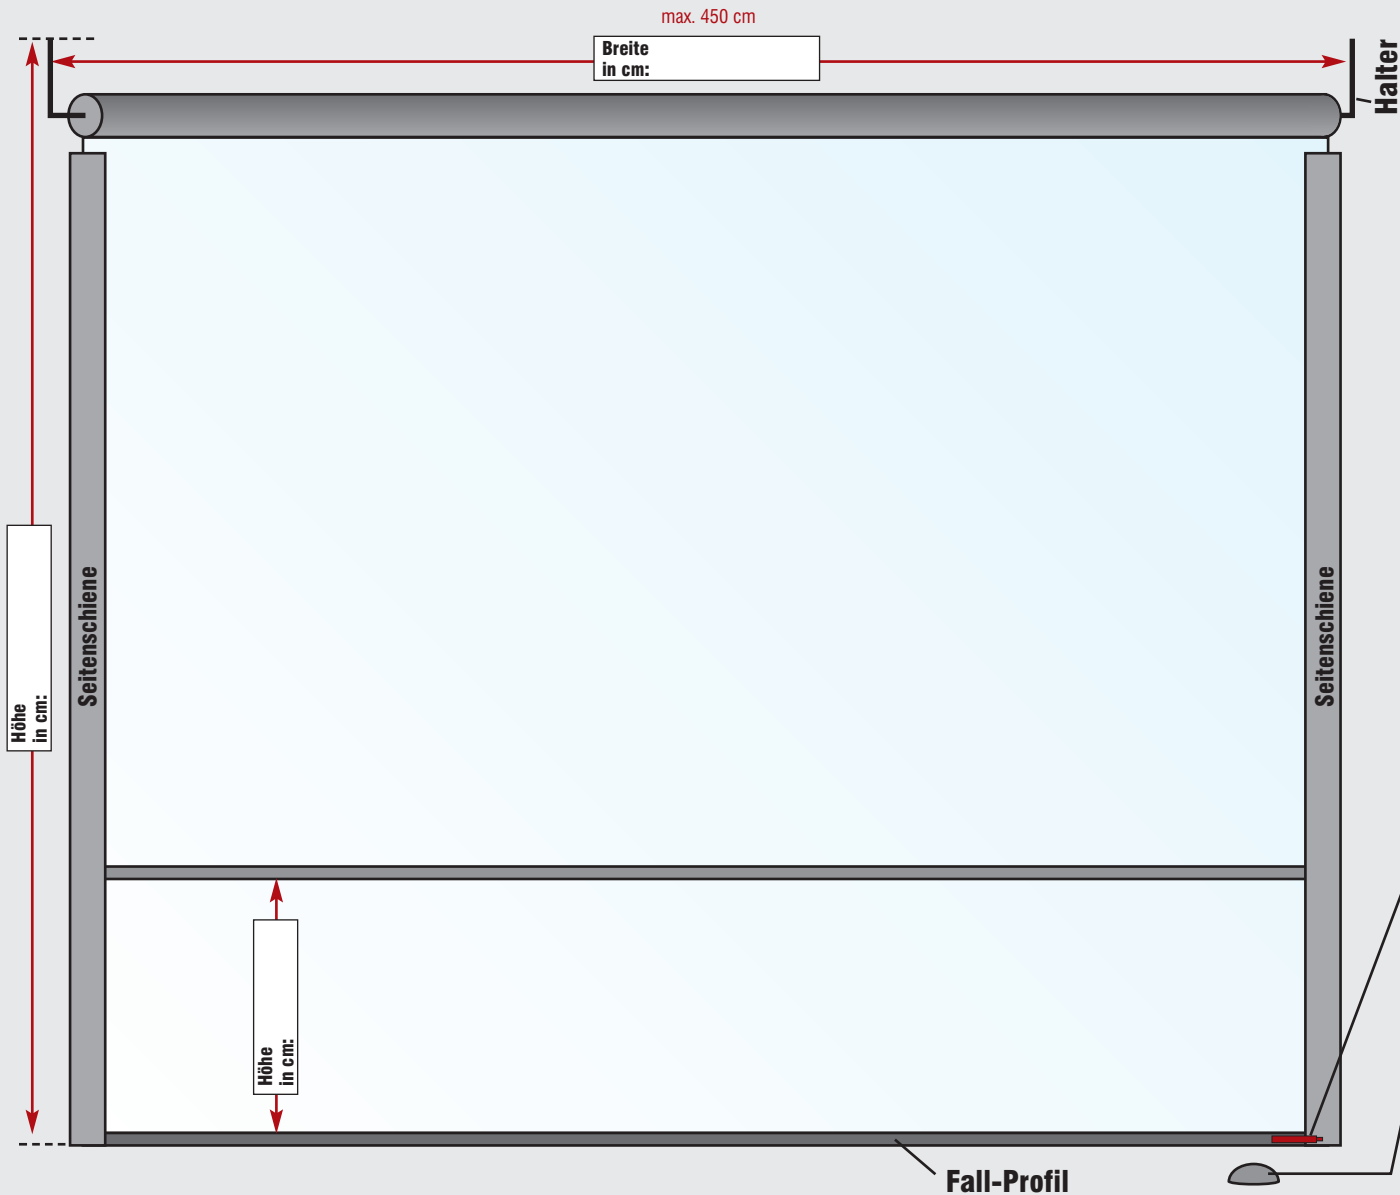 max. 450 cm
Breite
in cm:
Halter
Höhe
in cm:
Seitenschiene
Seitenschiene
Höhe
in cm:
Fall-Profil